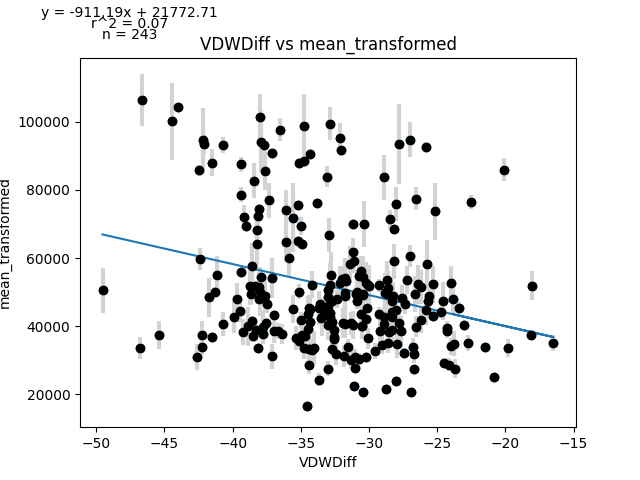 y = -911.19x + 21772.71
r^2 = 0.07
n = 243
VDWDiff vs mean_transformed
100000
80000
60000
40000
20000
mean_transformed
−50
−45
−40
−35
−30
−25
−20
−15
VDWDiff